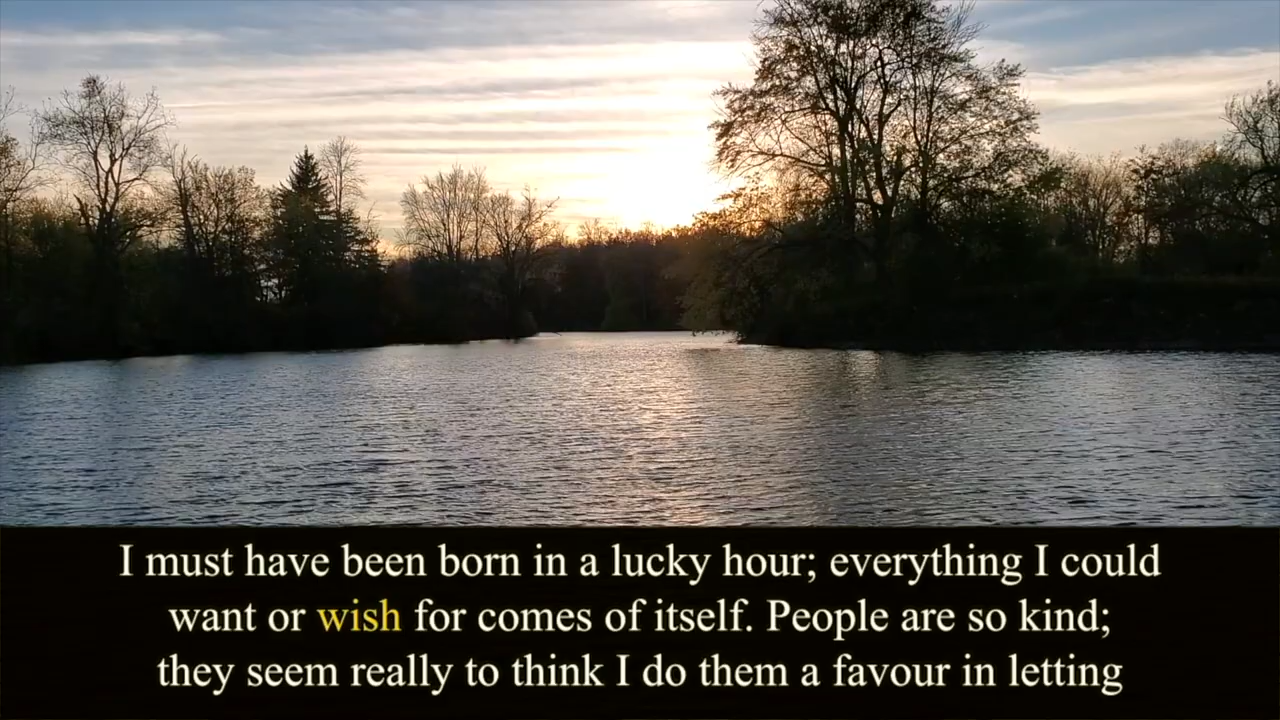 I must have been born in a lucky hour; everything I could
want or wish for comes of itself. People are so kind;
they seem really to think I do them a favour in letting